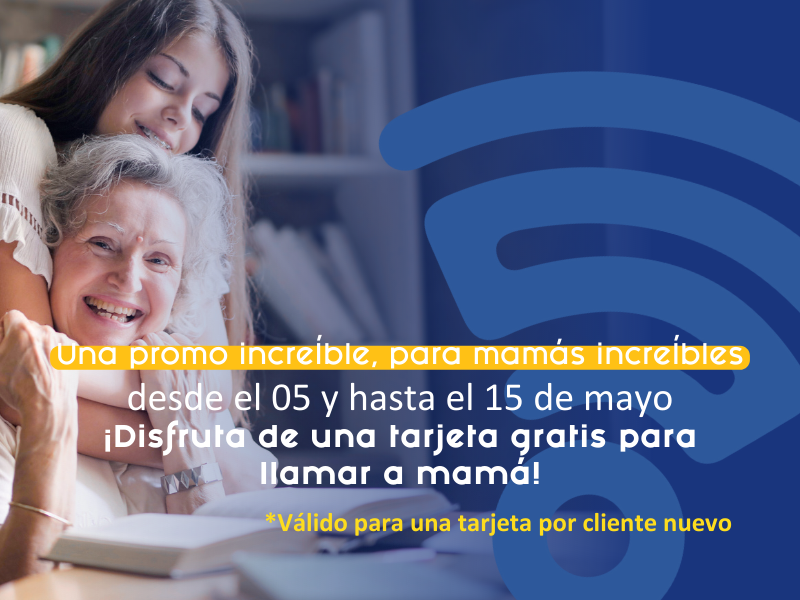 Una promo increíble, para mamás increíbles
desde el 05 y hasta el 15 de mayo
¡Disfruta de una tarjeta gratis para
llamar a mamá!
*Válido para una tarjeta por cliente nuevo